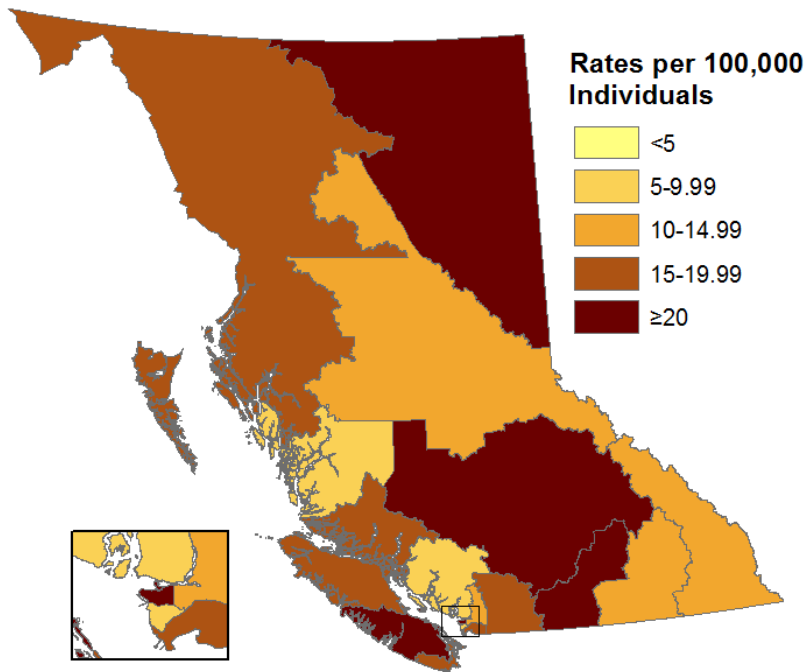 Rates per 100,000
Individuals
<5
5-9.99
10-14.99
15-19.99
≥20